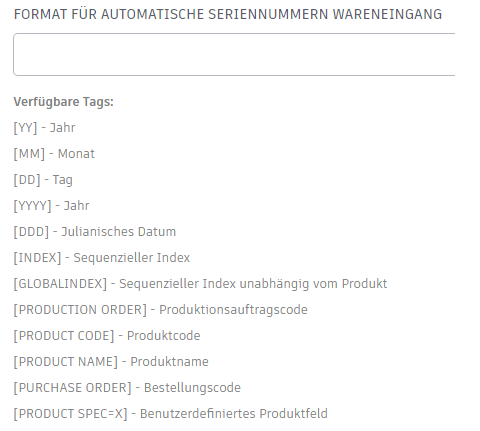 FORMAT FÜR AUTOMATISCHE SERIENNUMMERN WARENEINGANG
Verfügbare Tags:
[YY] - Jahr
[MM] - Monat
[DD] - Tag
[YYYY] - Jahr
[DDD] - Julianisches Datum
[INDEX] - Sequenzieller Index
[GLOBALINDEX] - Sequenzieller Index unabhängig vom Produkt
[PRODUCTION ORDER] - Produktionsauftragscode
[PRODUCT CODE] - Produktcode
[PRODUCT NAME] - Produktname
[PURCHASE ORDER] - Bestellungscode
[PRODUCT SPEC=X] - Benutzerdefiniertes Produktfeld